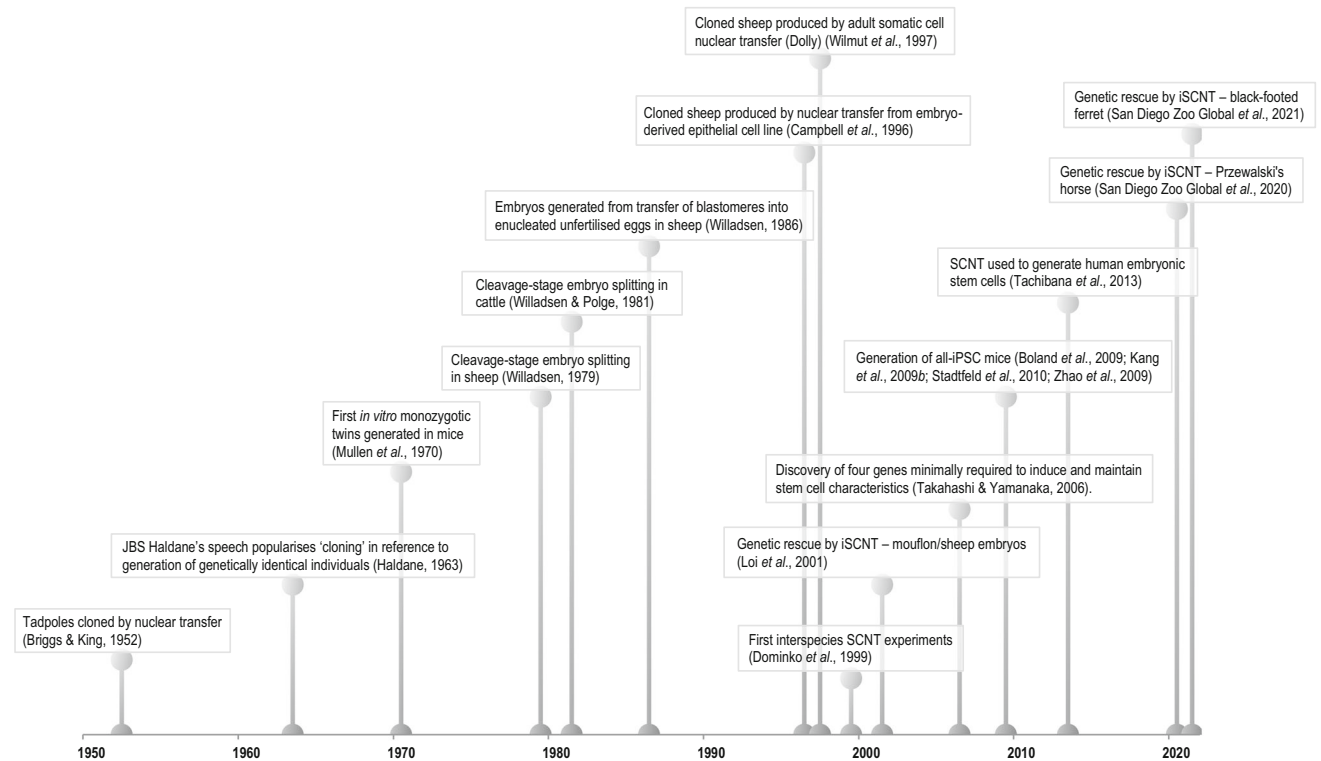 Cloned sheep produced by adult somatic cell
nuclear transfer (Dolly) (Wilmut et al., 1997)
Genetic rescue by iSCNT – black-footed
ferret (San Diego Zoo Global et al., 2021)
Cloned sheep produced by nuclear transfer from embryo-
derived epithelial cell line (Campbell et al., 1996)
Genetic rescue by iSCNT – Przewalski's
horse (San Diego Zoo Global et al., 2020)
Embryos generated from transfer of blastomeres into
enucleated unfertilised eggs in sheep (Willadsen, 1986)
SCNT used to generate human embryonic
stem cells (Tachibana et al., 2013)
Cleavage-stage embryo splitting in
cattle (Willadsen & Polge, 1981)
Cleavage-stage embryo splitting
in sheep (Willadsen, 1979)
Generation of all-iPSC mice (Boland et al., 2009; Kang
et al., 2009b; Stadtfeld et al., 2010; Zhao et al., 2009)
First in vitro monozygotic
twins generated in mice
(Mullen et al., 1970)
Discovery of four genes minimally required to induce and maintain
stem cell characteristics (Takahashi & Yamanaka, 2006).
JBS Haldane’s speech popularises ‘cloning’ in reference to
generation of genetically identical individuals (Haldane, 1963)
Genetic rescue by iSCNT – mouflon/sheep embryos
(Loi et al., 2001)
Tadpoles cloned by nuclear transfer
(Briggs & King, 1952)
First interspecies SCNT experiments
(Dominko et al., 1999)
1950 1960 1970 1980 1990 2000 2010 2020